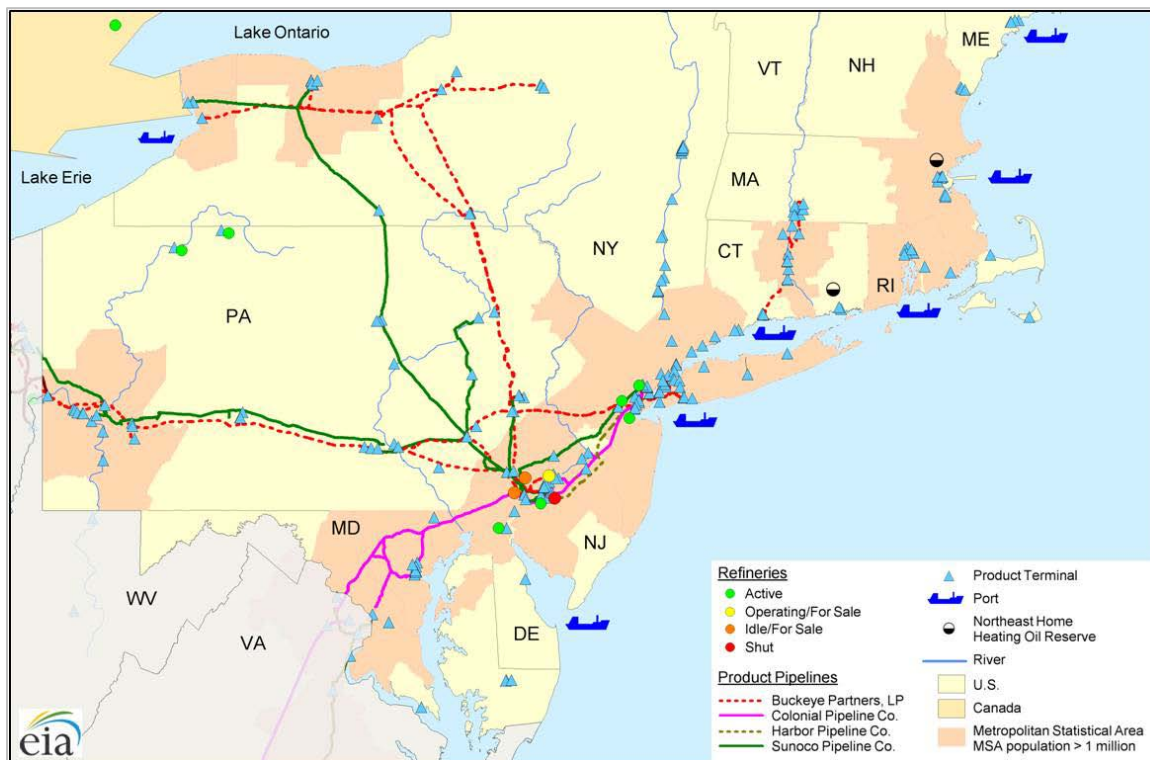 Lake Ontario
ME
VT
NH
Lake Erie
MA
NY
CT
RI
PA
MD
NJ
WV
VA
DE
eia
Refineries
Active
Operating/For Sale
Idle/For Sale
Shut
Product Pipelines
Buckeye Partners, LP
Colonial Pipeline Co.
Harbor Pipeline Co.
Sunoco Pipeline Co.
Product Terminal
Port
Northeast Home
Heating Oil Reserve
River
U.S.
Canada
Metropolitan Statistical Area
MSA population > 1 million